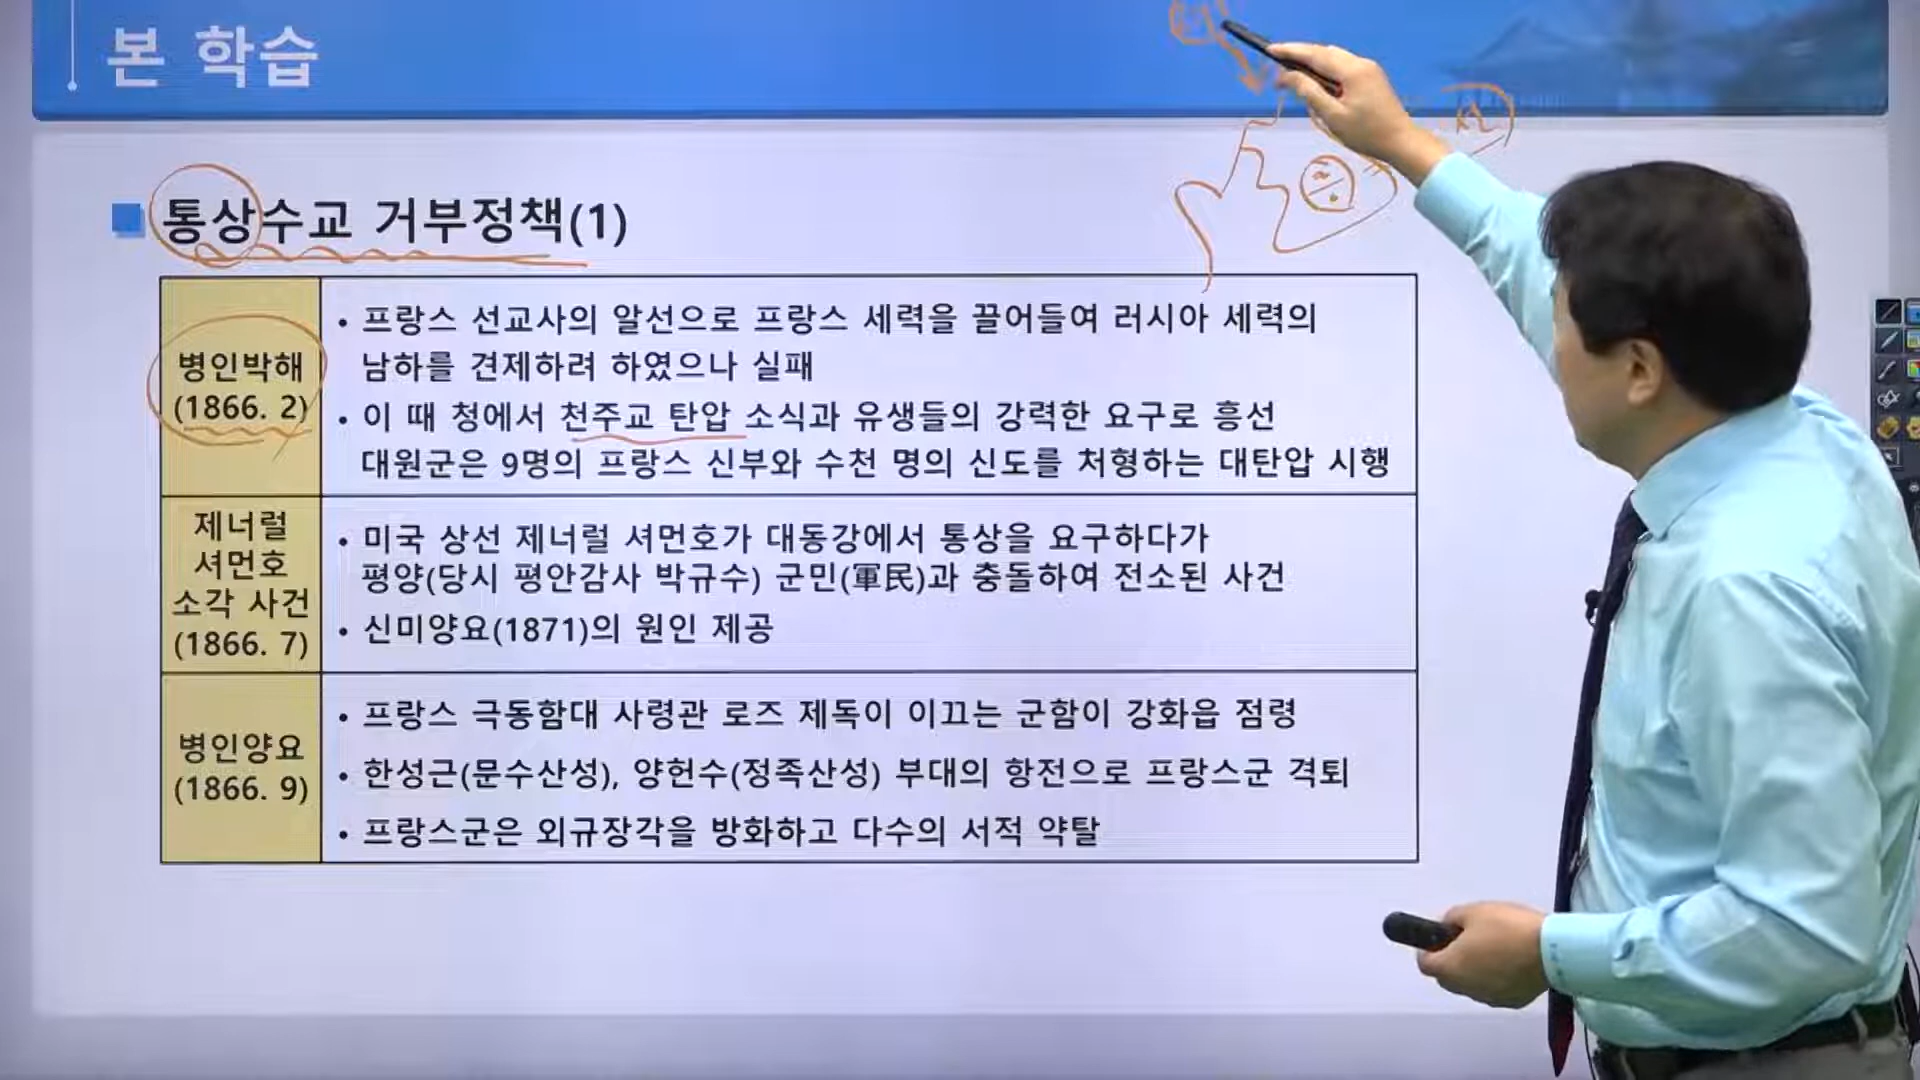 본 학습
통상수교 거부정책(1)
병인박해
(1866. 2)
• 프랑스 선교사의 알선으로 프랑스 세력을 끌어들여 러시아 세력의
남하를 견제하려 하였으나 실패
• 이 때 청에서 천주교 탄압 소식과 유생들의 강력한 요구로 흥선
대원군은 9명의 프랑스 신부와 수천 명의 신도를 처형하는 대탄압 시행
제너럴
셔먼호
소각 사건
(1866. 7)
• 미국 상선 제너럴 셔먼호가 대동강에서 통상을 요구하다가
평양(당시 평안감사 박규수) 군민(軍民)과 충돌하여 전소된 사건
• 신미양요(1871)의 원인 제공
병인양요
(1866. 9)
• 프랑스 극동함대 사령관 로즈 제독이 이끄는 군함이 강화읍 점령
• 한성근(문수산성), 양헌수(정족산성) 부대의 항전으로 프랑스군 격퇴
• 프랑스군은 외규장각을 방화하고 다수의 서적 약탈